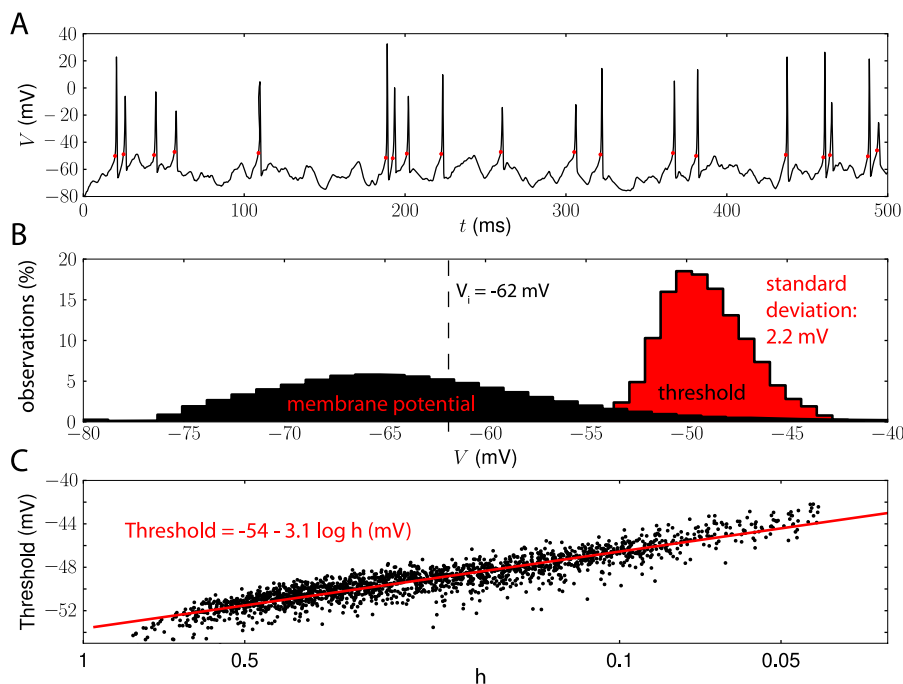 A
V (mV)
40
20
0
−20
−40
−60
−80
0
100
200
300
400
500
t (ms)
B
observations (%)
20
15
10
5
0
V_i = -62 mV
standard
deviation:
2.2 mV
membrane potential
threshold
−80
−75
−70
−65
−60
−55
−50
−45
−40
V (mV)
C
Threshold (mV)
−40
−44
−48
−52
Threshold = -54 - 3.1 log h (mV)
1
0.5
0.1
0.05
h